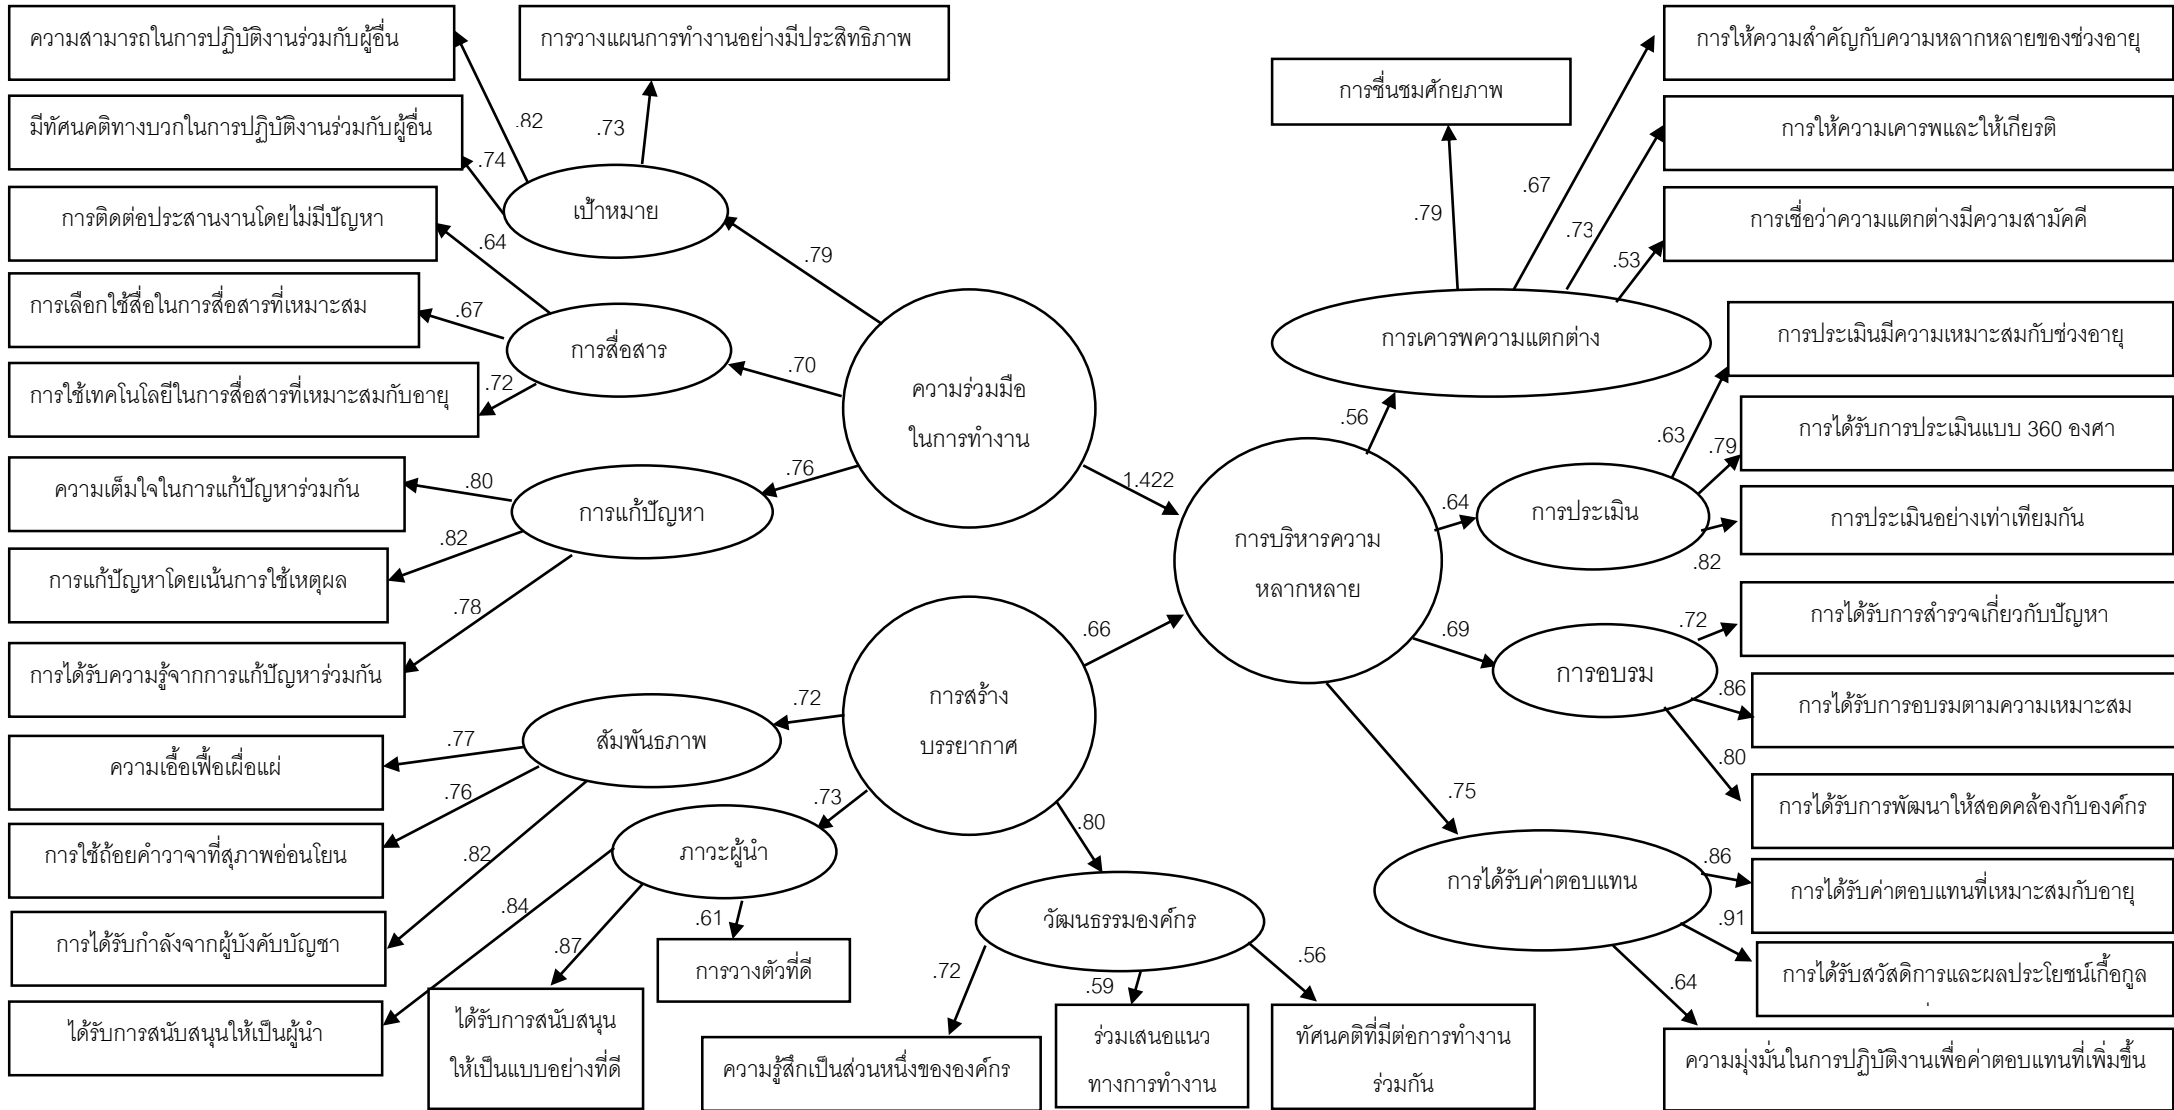 ความสามารถในการปฏิบัติงานร่วมกับผู้อื่น
การวางแผนการทำงานอย่างมีประสิทธิภาพ
การให้ความสำคัญกับความหลากหลายของช่วงอายุ
การชื่นชมศักยภาพ
มีทัศนคติทางบวกในการปฏิบัติงานร่วมกับผู้อื่น
.82
.73
การให้ความเคารพและให้เกียรติ
.74
.67
เป้าหมาย
การติดต่อประสานงานโดยไม่มีปัญหา
.79
.73
การเชื่อว่าความแตกต่างมีความสามัคคี
.64
.79
.53
การเลือกใช้สื่อในการสื่อสารที่เหมาะสม
.67
การสื่อสาร
การเคารพความแตกต่าง
การประเมินมีความเหมาะสมกับช่วงอายุ
.70
การใช้เทคโนโลยีในการสื่อสารที่เหมาะสมกับอายุ
.72
ความร่วมมือ
ในการทำงาน
.56
.63
.79
การได้รับการประเมินแบบ 360 องศา
ความเต็มใจในการแก้ปัญหาร่วมกัน
.80
.76
1.422
การแก้ปัญหา
.64
การประเมิน
การประเมินอย่างเท่าเทียมกัน
.82
.82
การบริหารความ
หลากหลาย
การแก้ปัญหาโดยเน้นการใช้เหตุผล
.78
.66
.69
.72
การได้รับการสำรวจเกี่ยวกับปัญหา
การได้รับความรู้จากการแก้ปัญหาร่วมกัน
การอบรม
.86
การได้รับการอบรมตามความเหมาะสม
.72
การสร้าง
บรรยากาศ
สัมพันธภาพ
.77
ความเอื้อเฟื้อเผื่อแผ่
.80
.76
.73
.75
การได้รับการพัฒนาให้สอดคล้องกับองค์กร
.80
การใช้ถ้อยคำวาจาที่สุภาพอ่อนโยน
.82
ภาวะผู้นำ
การได้รับค่าตอบแทน
.86
การได้รับค่าตอบแทนที่เหมาะสมกับอายุ
.84
.61
วัฒนธรรมองค์กร
.91
การได้รับกำลังจากผู้บังคับบัญชา
.87
การวางตัวที่ดี
.72
.59
.56
.64
การได้รับสวัสดิการและผลประโยชน์เกื้อกูล
ได้รับการสนับสนุนให้เป็นผู้นำ
ได้รับการสนับสนุน
ให้เป็นแบบอย่างที่ดี
ความรู้สึกเป็นส่วนหนึ่งขององค์กร
ร่วมเสนอแนว
ทางการทำงาน
ทัศนคติที่มีต่อการทำงาน
ร่วมกัน
ความมุ่งมั่นในการปฏิบัติงานเพื่อค่าตอบแทนที่เพิ่มขึ้น